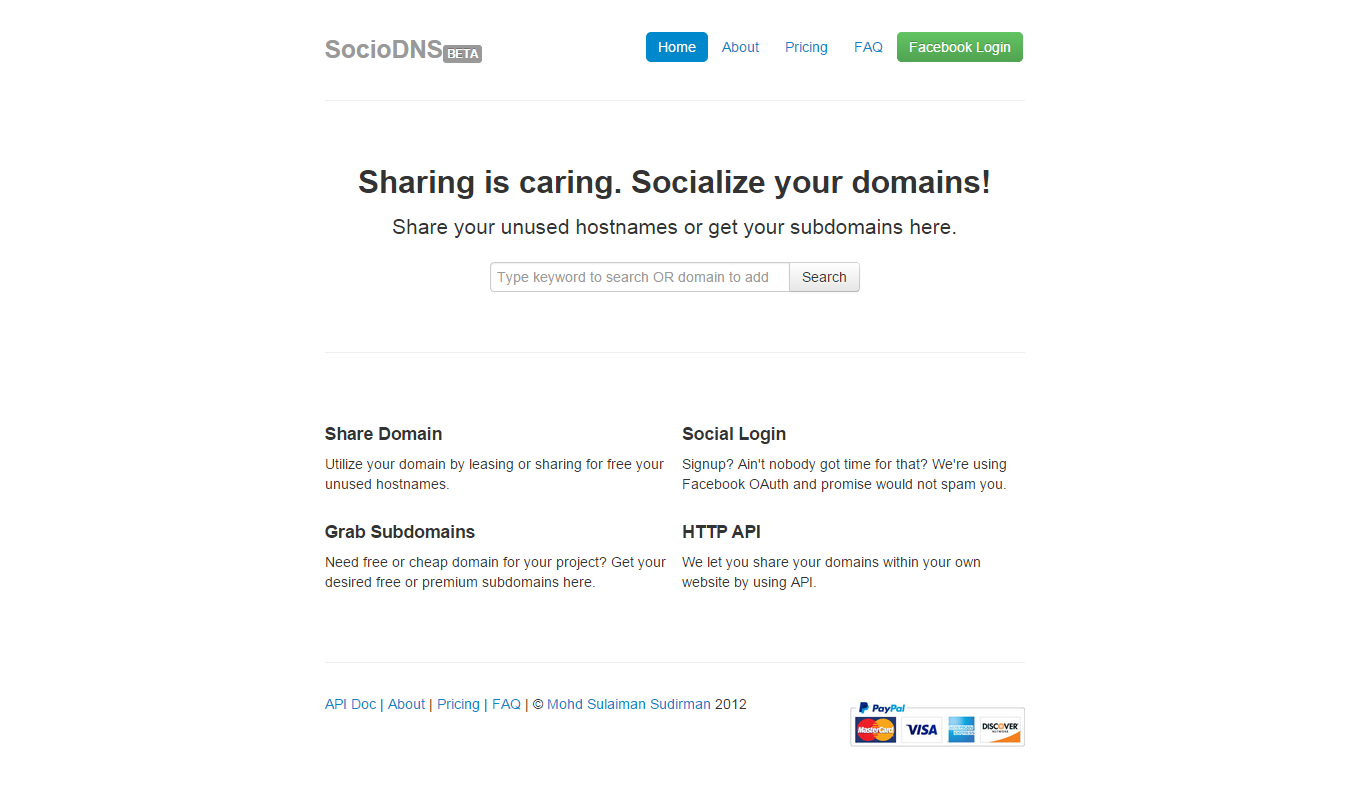 SocioDNS BETA
Home About Pricing FAQ Facebook Login
Sharing is caring. Socialize your domains!
Share your unused hostnames or get your subdomains here.
Type keyword to search OR domain to add Search
Share Domain
Utilize your domain by leasing or sharing for free your
unused hostnames.
Social Login
Signup? Ain't nobody got time for that? We're using
Facebook OAuth and promise would not spam you.
Grab Subdomains
Need free or cheap domain for your project? Get your
desired free or premium subdomains here.
HTTP API
We let you share your domains within your own
website by using API.
API Doc | About | Pricing | FAQ | © Mohd Sulaiman Sudirman 2012
PayPal
MasterCard VISA AMERICAN EXPRESS DISCOVER
NETWORK